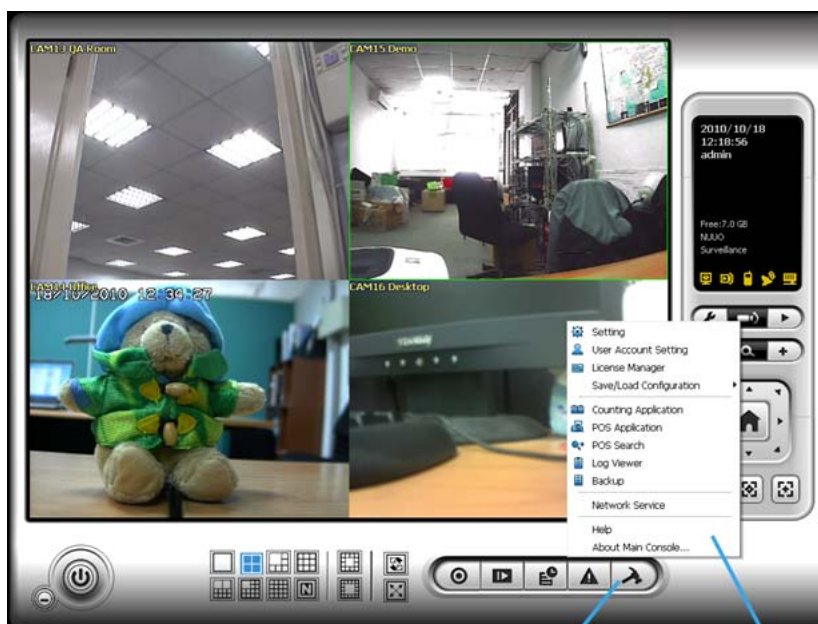 CAM13 QA Room
CAM15 Demo
2010/10/18
12:18:56
admin
Free:7.0 GB
NUUO
Surveillance
18/10/2010 12:34:27
CAM16 Desktop
Setting
User Account Setting
License Manager
Save/Load Configuration
Counting Application
POS Application
POS Search
Log Viewer
Backup
Network Service
Help
About Main Console...
N